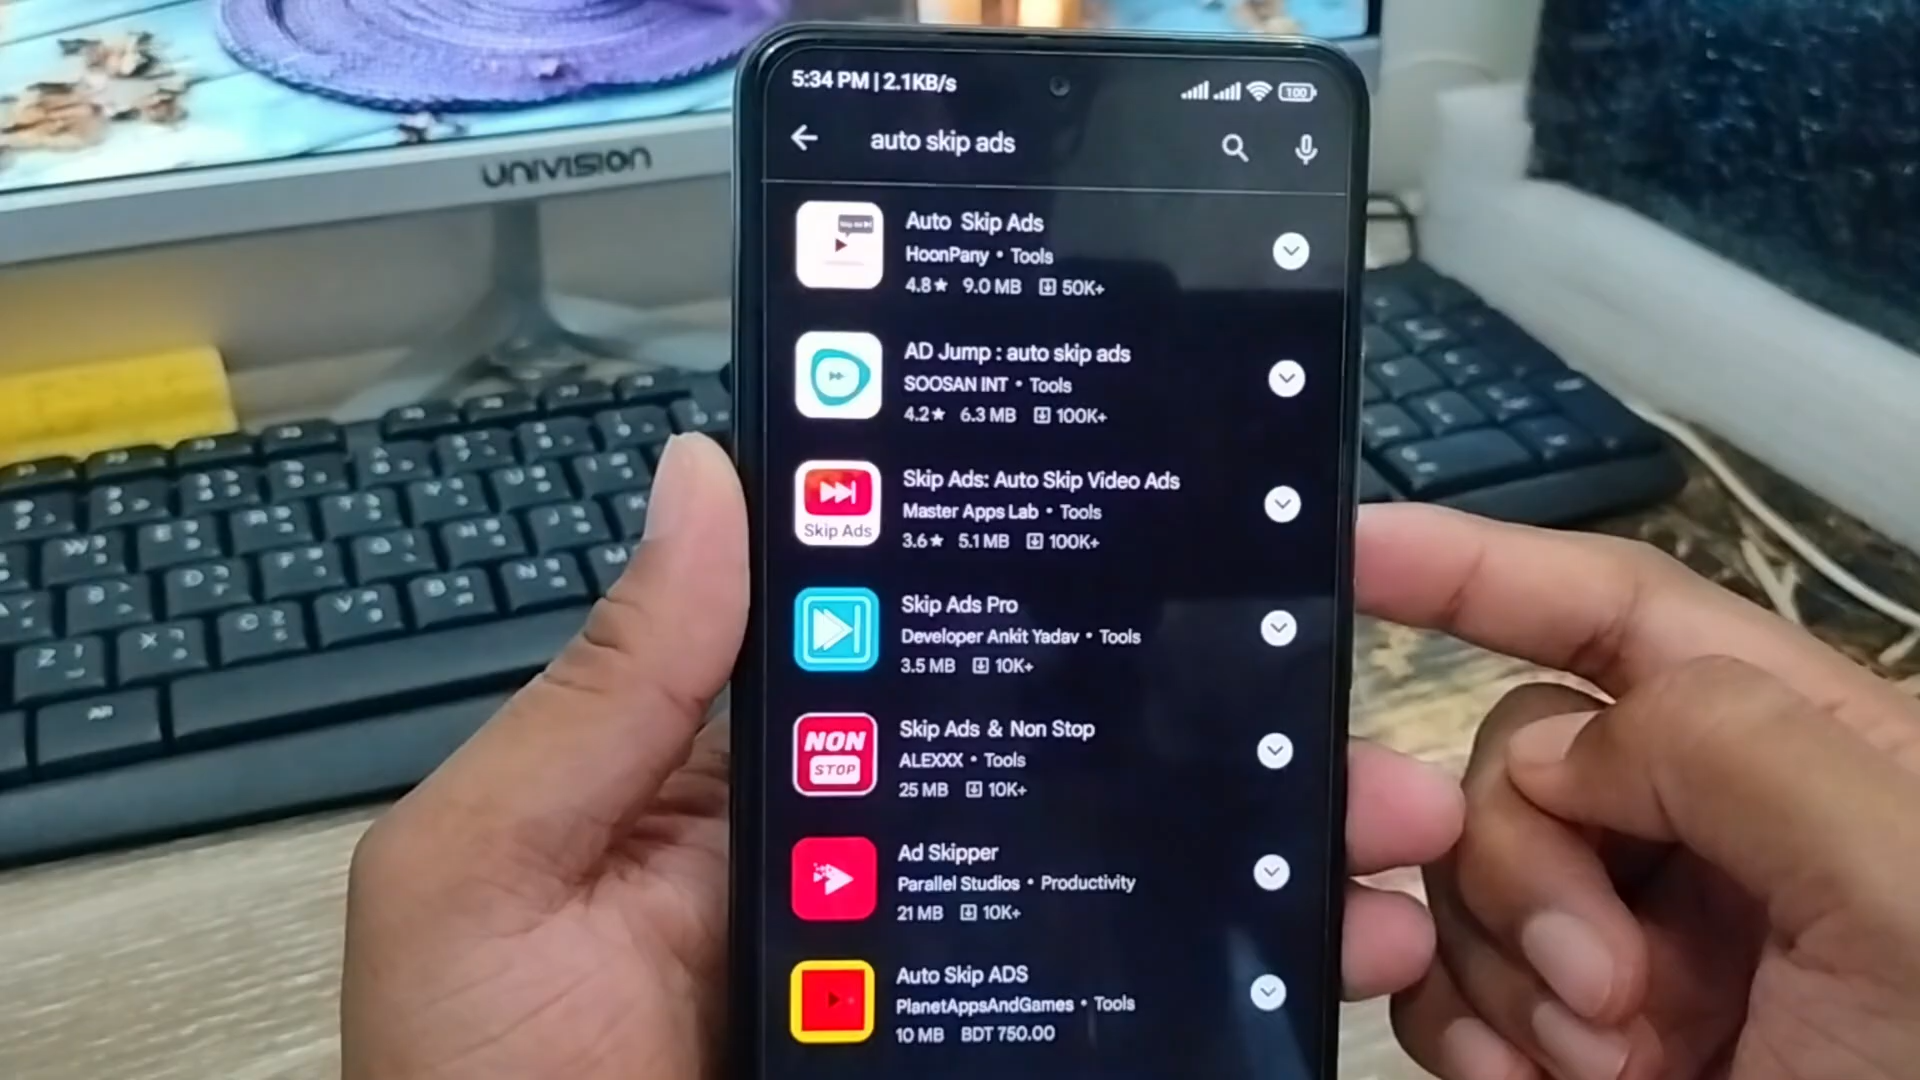 UNIVISION
5:34 PM | 2.1KB/s
100
auto skip ads
Auto Skip Ads
HoonPany • Tools
4.8★ 9.0 MB 50K+
AD Jump : auto skip ads
SOOSAN INT • Tools
4.2★ 6.3 MB 100K+
Skip Ads
Skip Ads: Auto Skip Video Ads
Master Apps Lab • Tools
3.6★ 5.1 MB 100K+
Skip Ads Pro
Developer Ankit Yadav • Tools
3.5 MB 10K+
NON
STOP
Skip Ads & Non Stop
ALEXXX • Tools
25 MB 10K+
Ad Skipper
Parallel Studios • Productivity
21 MB 10K+
Auto Skip ADS
PlanetAppsAndGames • Tools
10 MB BDT 750.00